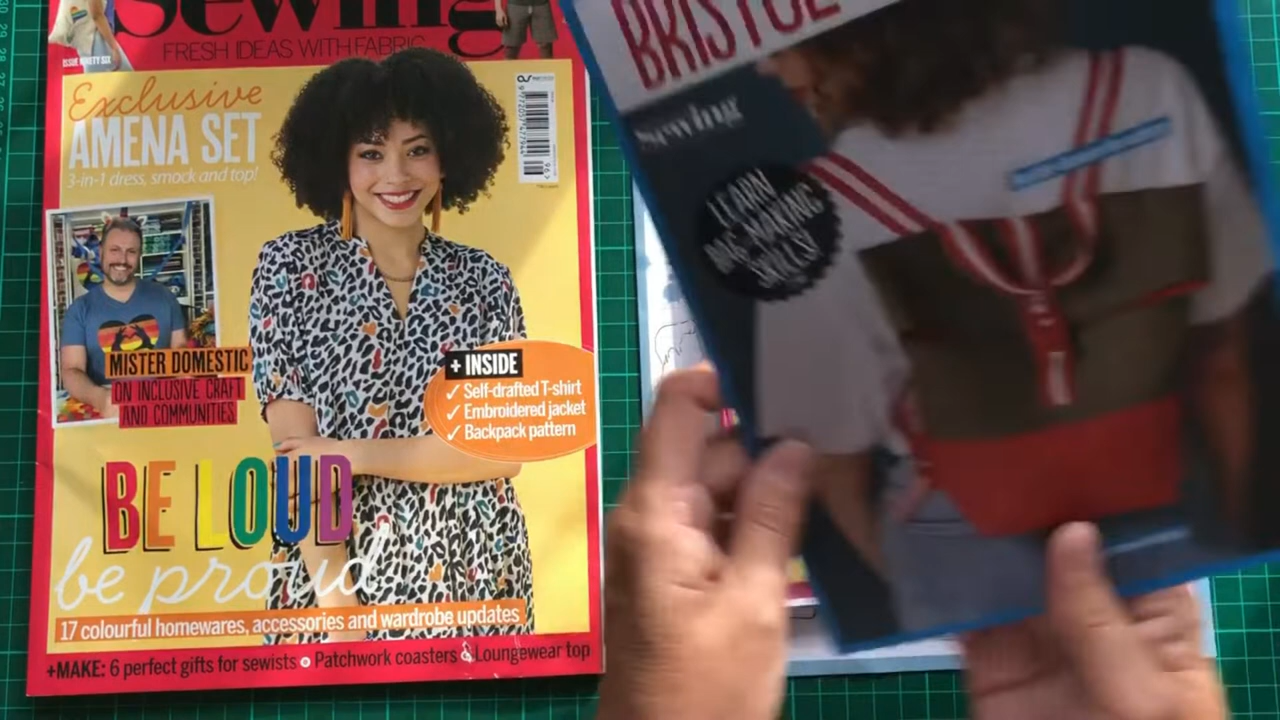 Sewing
FRESH IDEAS WITH FABRIC
ISSUE NINETY SIX
Exclusive
AMENA SET
3-in-1 dress, smock and top!
MISTER DOMESTIC
ON INCLUSIVE CRAFT
AND COMMUNITIES
+ INSIDE
✓ Self-drafted T-shirt
✓ Embroidered jacket
✓ Backpack pattern
BE LOUD
be proud
17 colourful homewares, accessories and wardrobe updates
+MAKE: 6 perfect gifts for sewists Patchwork coasters & Loungewear top
BRISTOL
Sewing
LEARN
BAG MAKING
SKILLS!